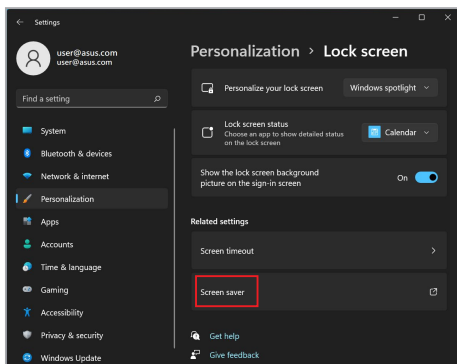 Settings
user@asus.com
user@asus.com
Find a setting
System
Bluetooth & devices
Network & internet
Personalization
Apps
Accounts
Time & language
Gaming
Accessibility
Privacy & security
Windows Update
Personalization > Lock screen
Personalize your lock screen
Windows spotlight
Lock screen status
Choose an app to show detailed status
on the lock screen
Calendar
Show the lock screen background
picture on the sign-in screen
On
Related settings
Screen timeout
Screen saver
Get help
Give feedback